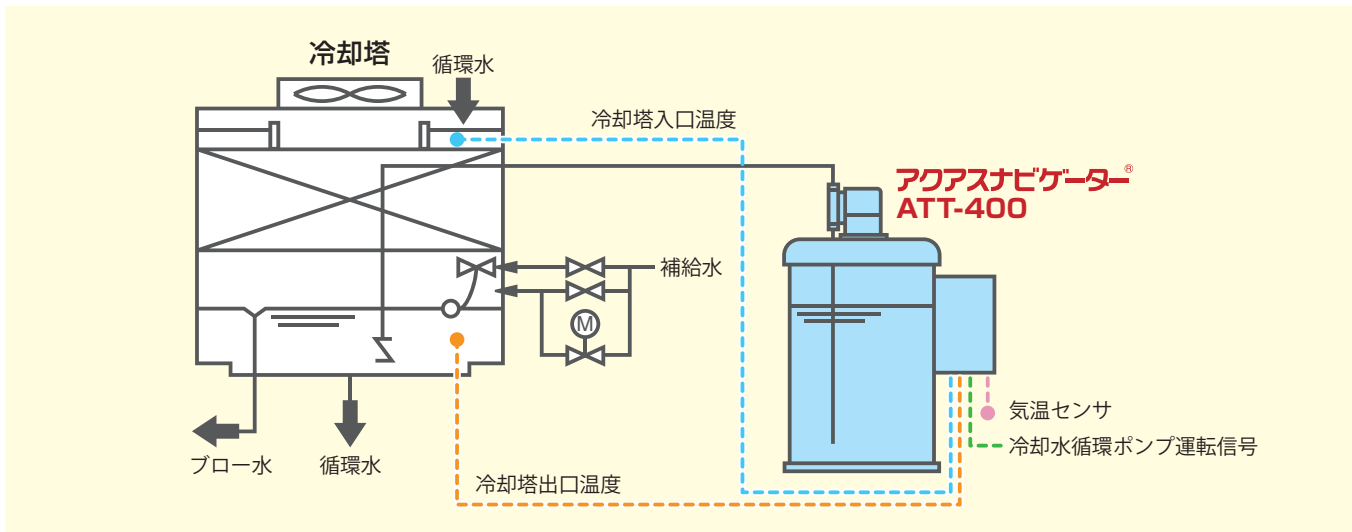 冷却塔
循環水
冷却塔入口温度
アクアスナビゲーター®
ATT-400
補給水
M
気温センサ
冷却水循環ポンプ運転信号
ブロー水
循環水
冷却塔出口温度